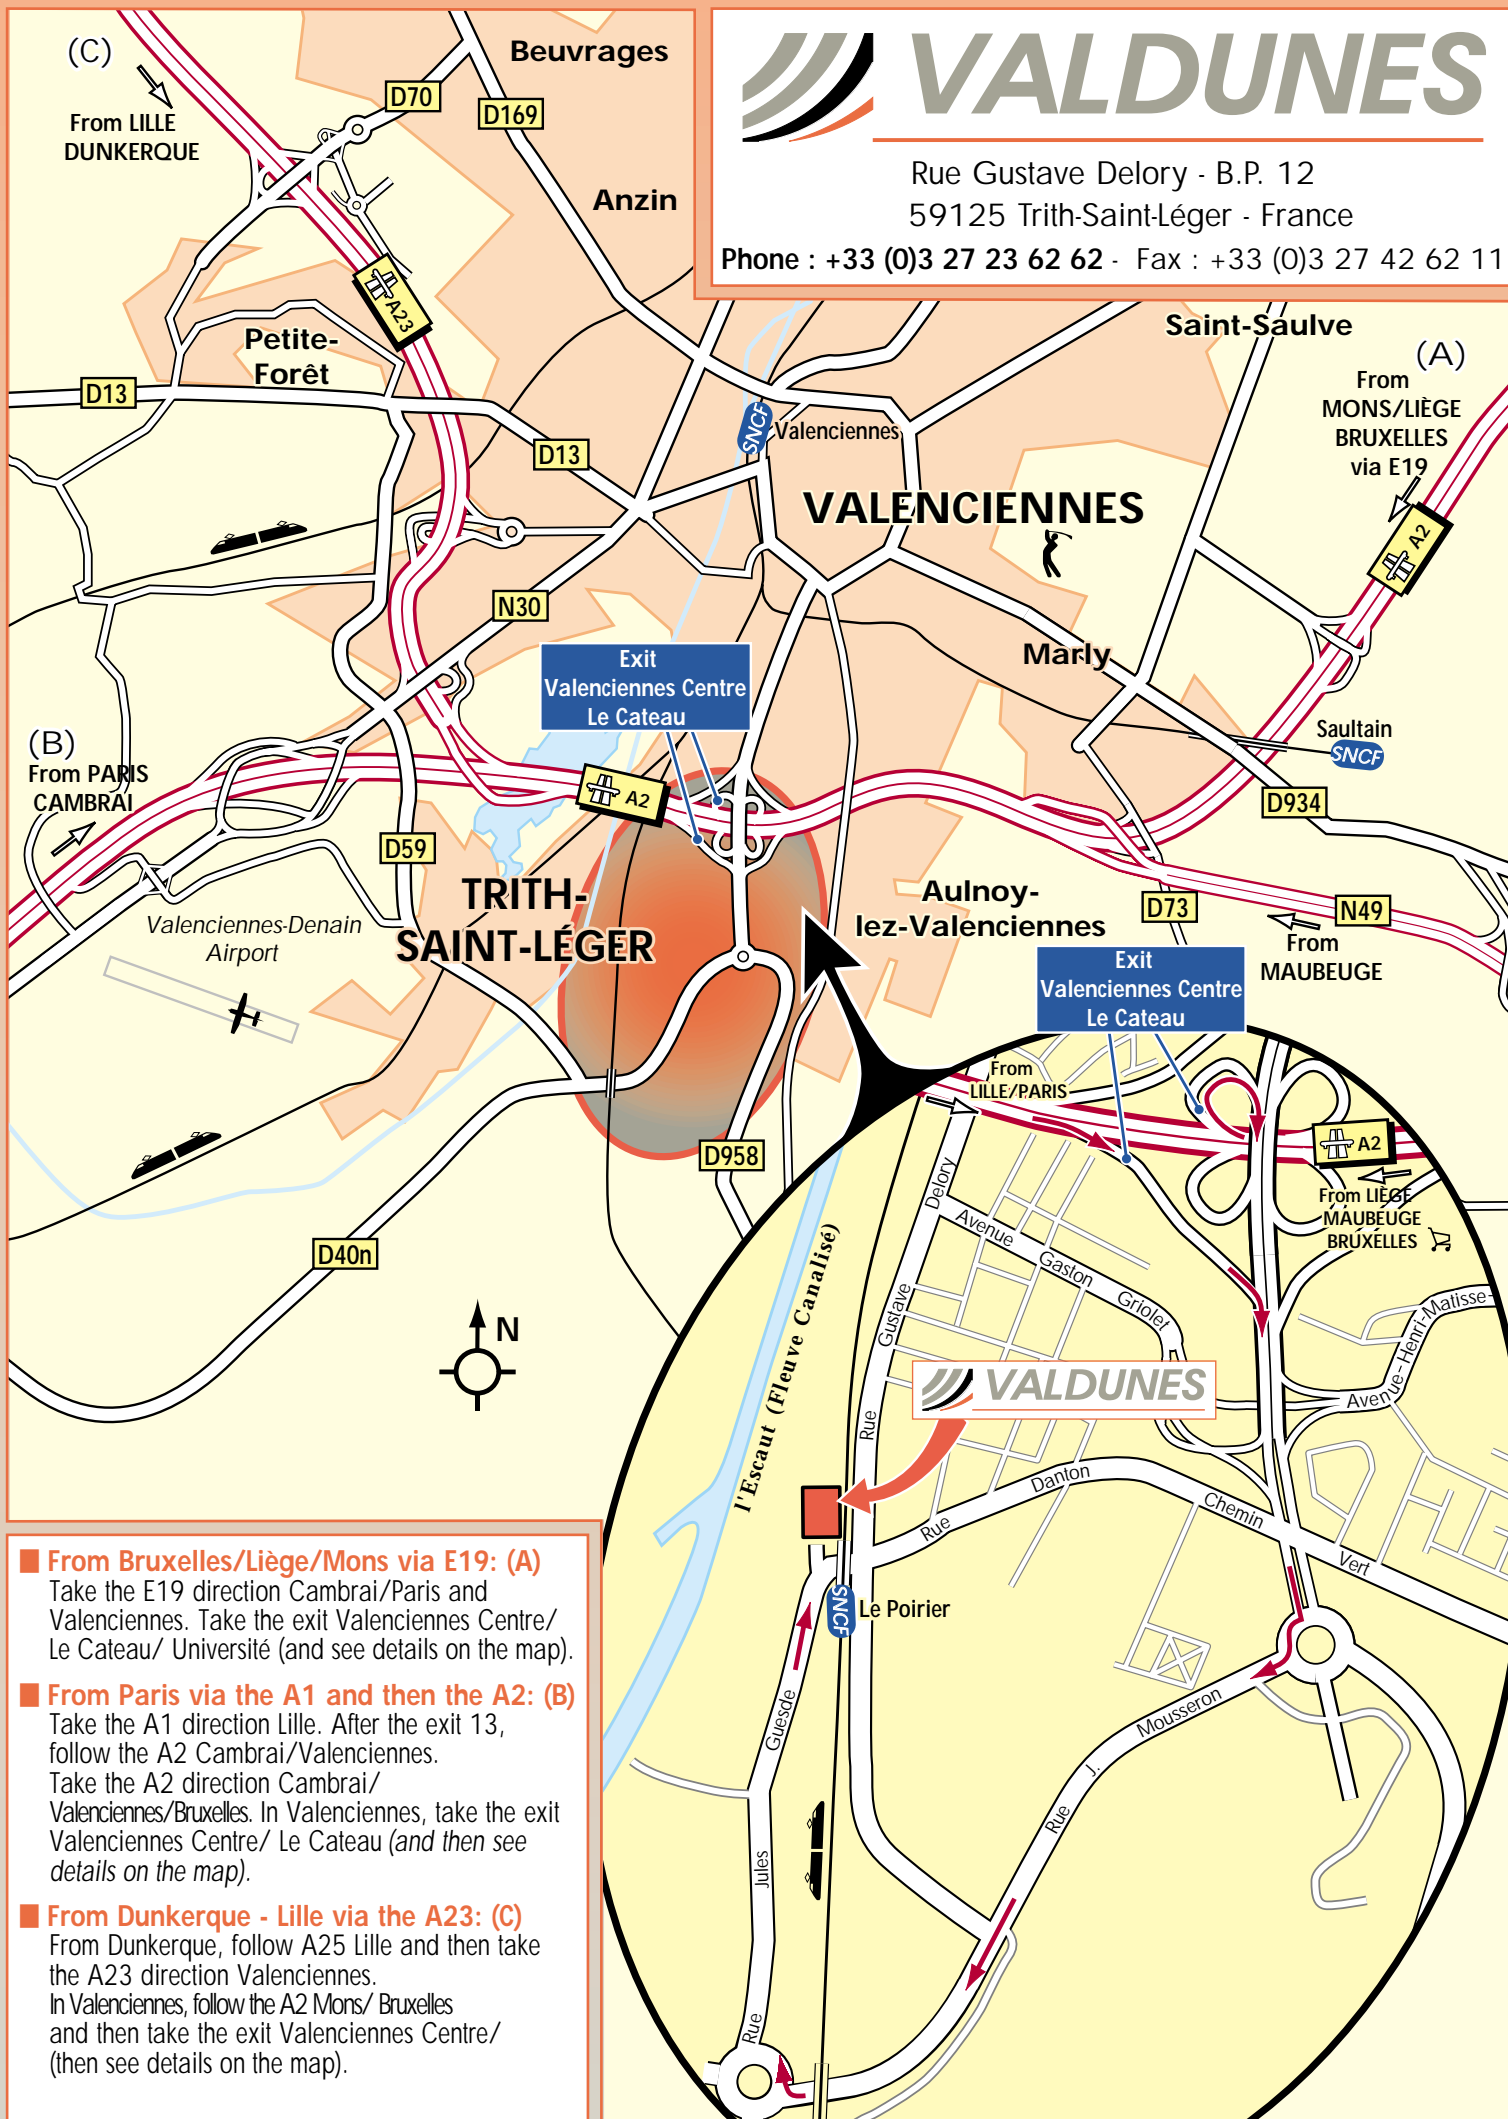 VALDUNES
Rue Gustave Delory - B.P. 12
59125 Trith-Saint-Léger - France
Phone : +33 (0)3 27 23 62 62 - Fax : +33 (0)3 27 42 62 11
(C)
From LILLE
DUNKERQUE
Beuvrages
D70
D169
Anzin
A23
Petite-
Forêt
D13
D13
SNCF
Valenciennes
VALENCIENNES
Saint-Saulve
(A)
From
MONS/LIÈGE
BRUXELLES
via E19
A2
N30
Marly
Exit
Valenciennes Centre
Le Cateau
(B)
From PARIS
CAMBRAI
A2
Saultain
SNCF
D934
D59
TRITH-
SAINT-LÉGER
Aulnoy-
lez-Valenciennes
D73
N49
From
MAUBEUGE
Valenciennes-Denain
Airport
Exit
Valenciennes Centre
Le Cateau
D958
D40n
N
From
LILLE/PARIS
A2
From LIÈGE
MAUBEUGE
BRUXELLES
Rue Gustave Delory
Avenue Gaston Griolet
Avenue-Henri-Matisse-
l'Escaut (Fleuve Canalisé)
VALDUNES
Rue Danton
Chemin Vert
SNCF
Le Poirier
Rue Jules Guesde
Rue J. Mousseron
From Bruxelles/Liège/Mons via E19: (A)
Take the E19 direction Cambrai/Paris and
Valenciennes. Take the exit Valenciennes Centre/
Le Cateau/ Université (and see details on the map).
From Paris via the A1 and then the A2: (B)
Take the A1 direction Lille. After the exit 13,
follow the A2 Cambrai/Valenciennes.
Take the A2 direction Cambrai/
Valenciennes/Bruxelles. In Valenciennes, take the exit
Valenciennes Centre/ Le Cateau (and then see
details on the map).
From Dunkerque - Lille via the A23: (C)
From Dunkerque, follow A25 Lille and then take
the A23 direction Valenciennes.
In Valenciennes, follow the A2 Mons/ Bruxelles
and then take the exit Valenciennes Centre/
(then see details on the map).